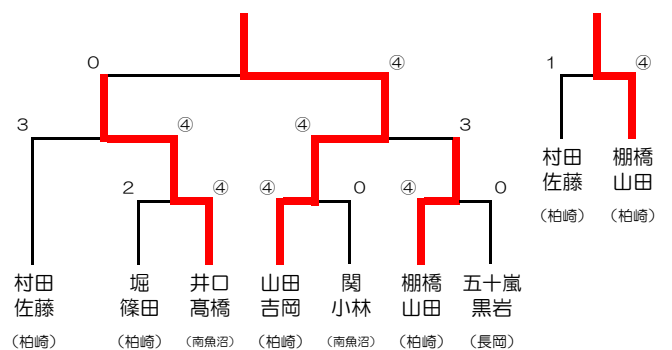 0 ④ 1 ④
3 ④ ④ 3
村田 棚橋
佐藤 山田
2 ④ ④ 0 ④ 0
(柏崎) (柏崎)
村田 堀 井口 山田 関 棚橋 五十嵐
佐藤 篠田 髙橋 吉岡 小林 山田 黒岩
(柏崎) (柏崎) (南魚沼) (柏崎) (南魚沼) (柏崎) (長岡)